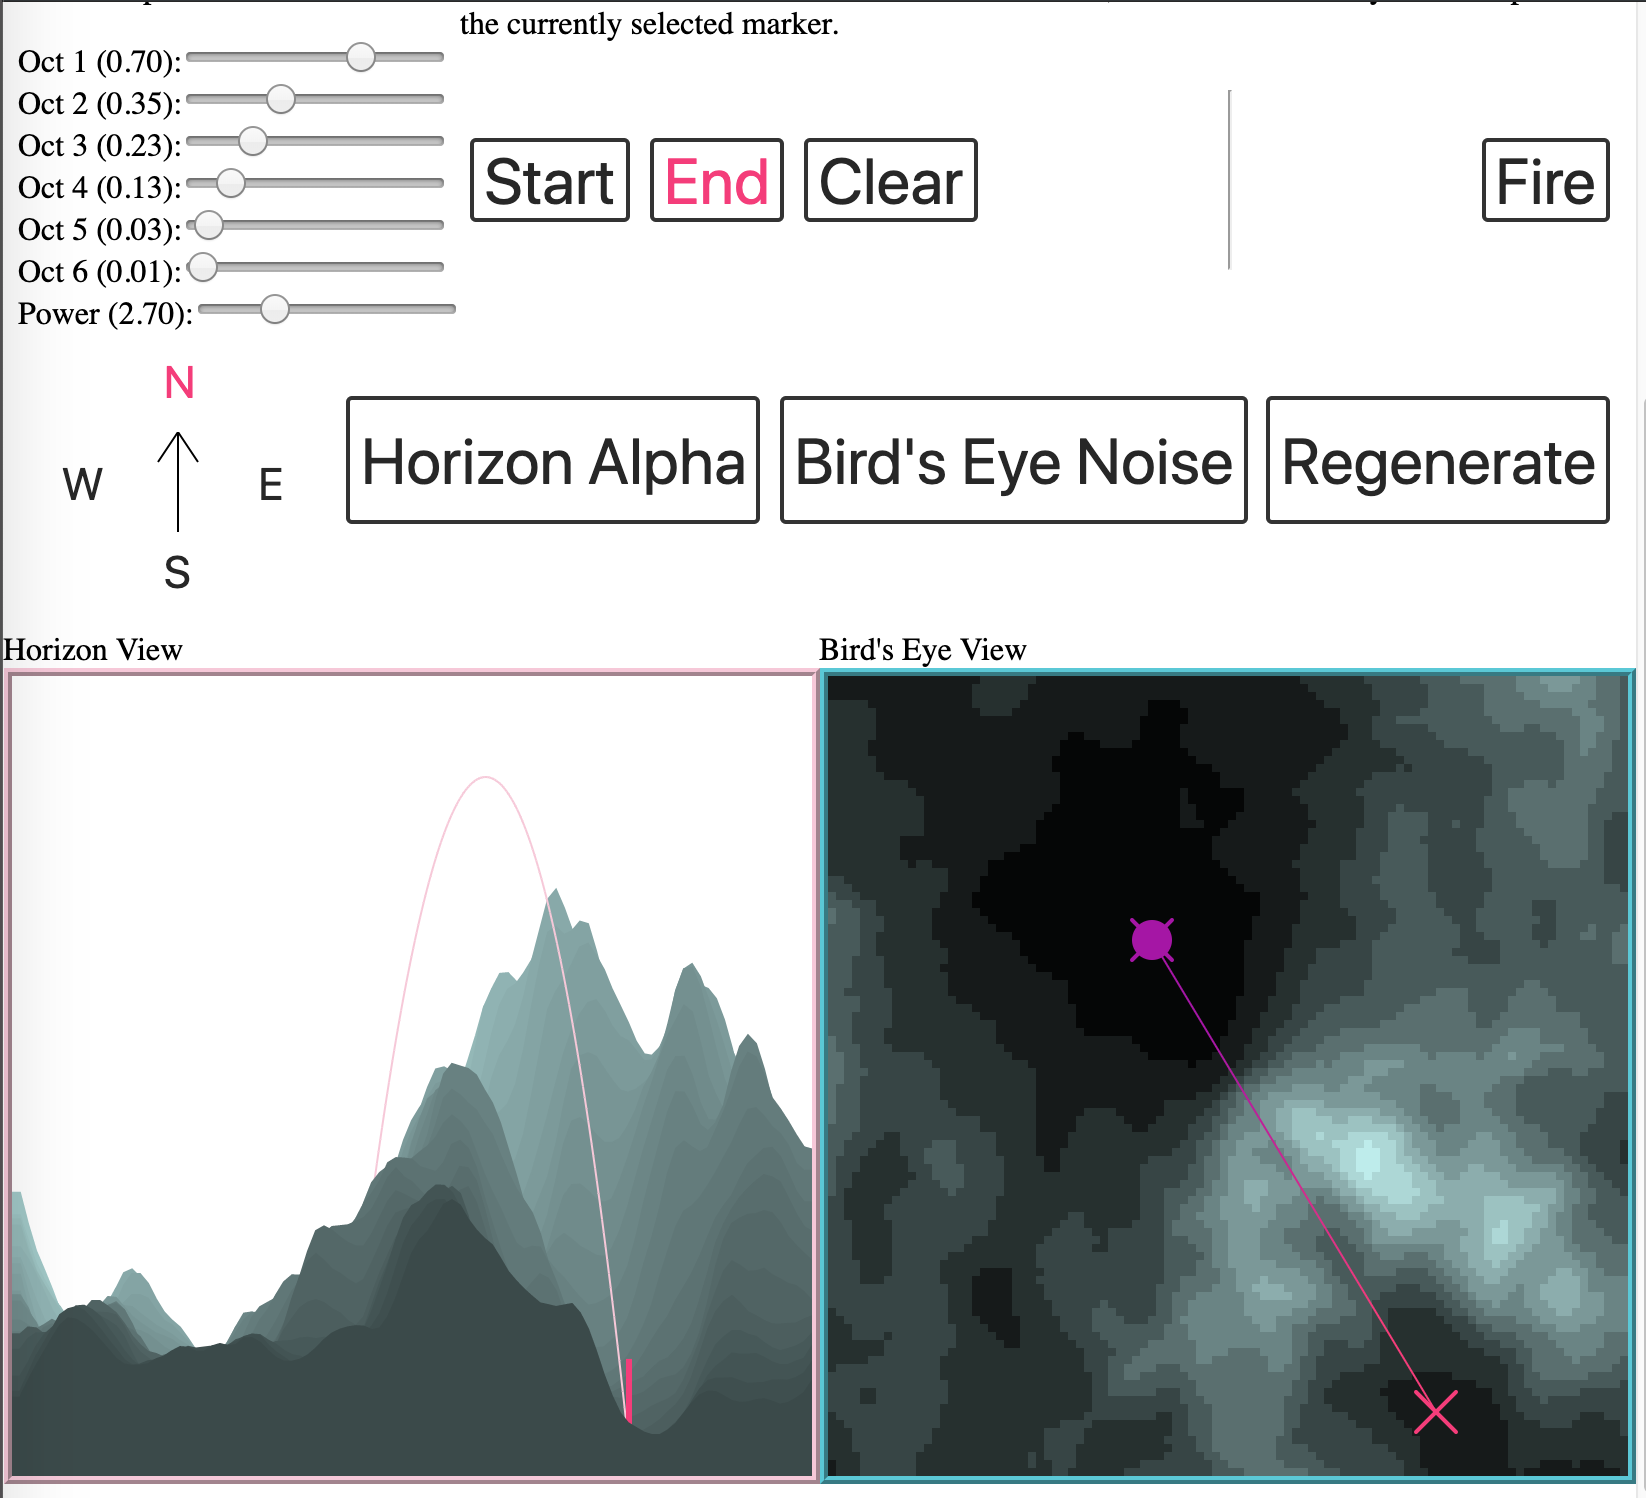 the currently selected marker.
Oct 1 (0.70):
Oct 2 (0.35):
Oct 3 (0.23):
Oct 4 (0.13):
Oct 5 (0.03):
Oct 6 (0.01):
Power (2.70):
Start End Clear Fire
N
W E
S
Horizon Alpha Bird's Eye Noise Regenerate
Horizon View Bird's Eye View